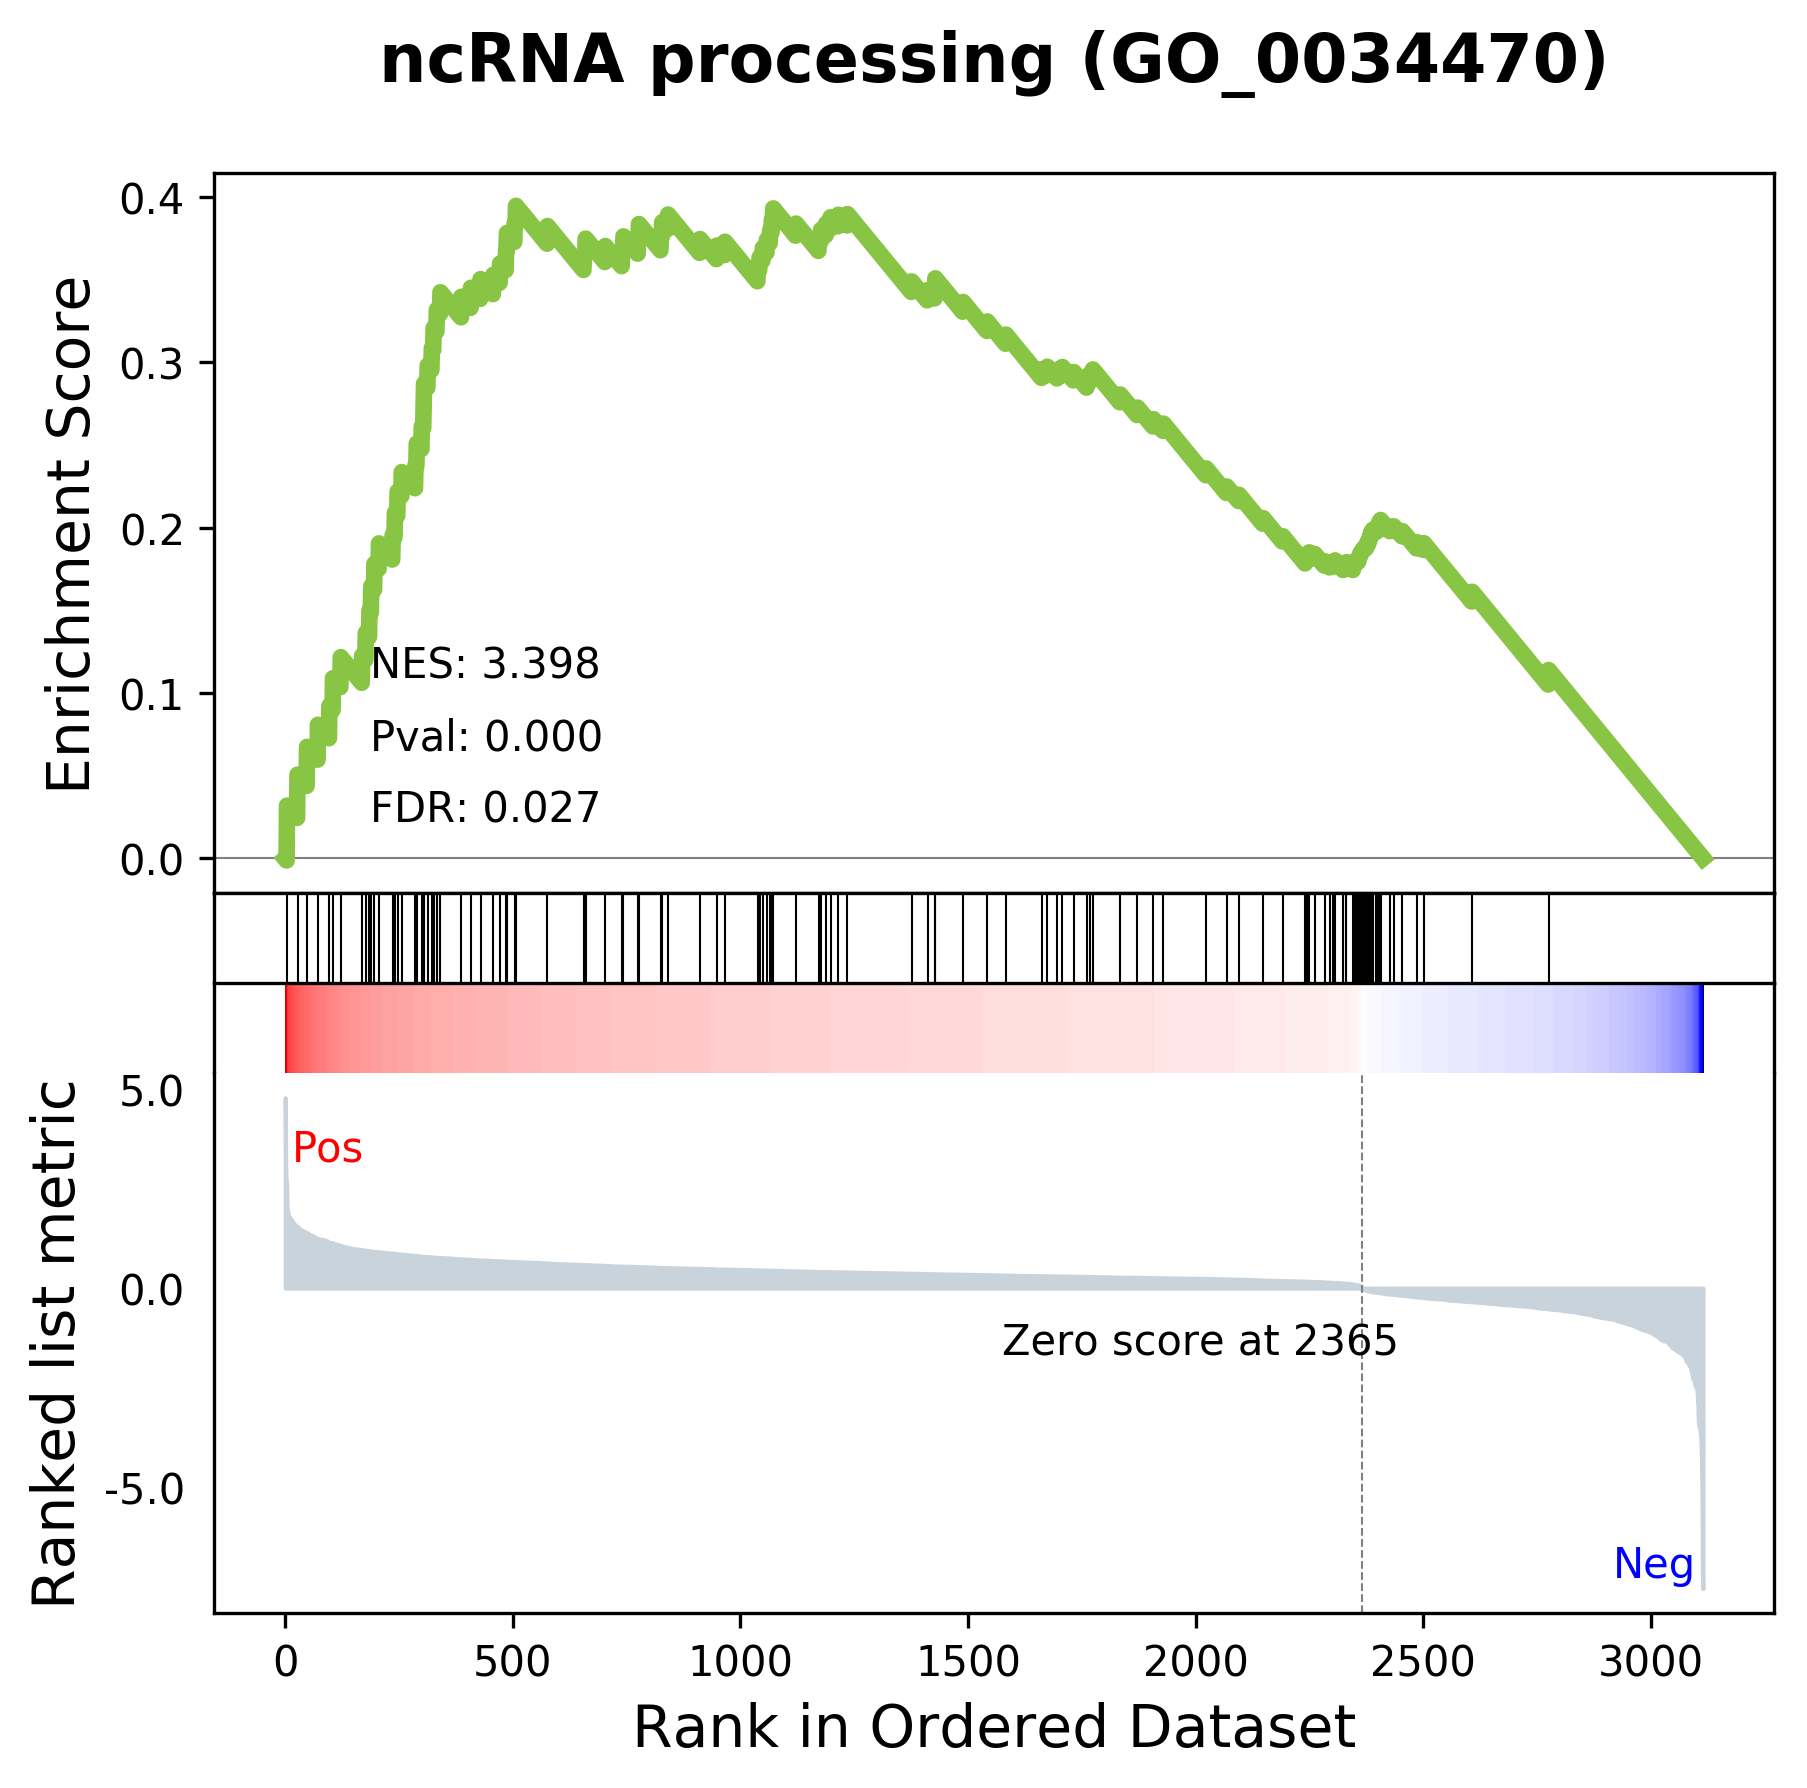 ncRNA processing (GO_0034470)
0.4
0.3
0.2
0.1
0.0
Enrichment Score
NES: 3.398
Pval: 0.000
FDR: 0.027
5.0
0.0
-5.0
Ranked list metric
Pos
Zero score at 2365
Neg
0 500 1000 1500 2000 2500 3000
Rank in Ordered Dataset